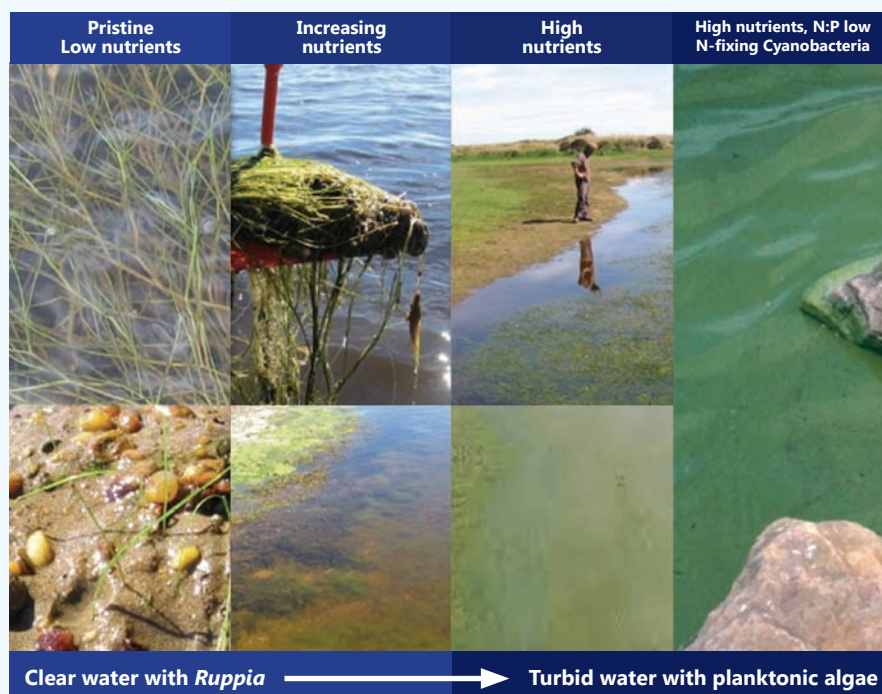 Pristine
Low nutrients
Increasing
nutrients
High
nutrients
High nutrients, N:P low
N-fixing Cyanobacteria
Clear water with Ruppia
Turbid water with planktonic algae